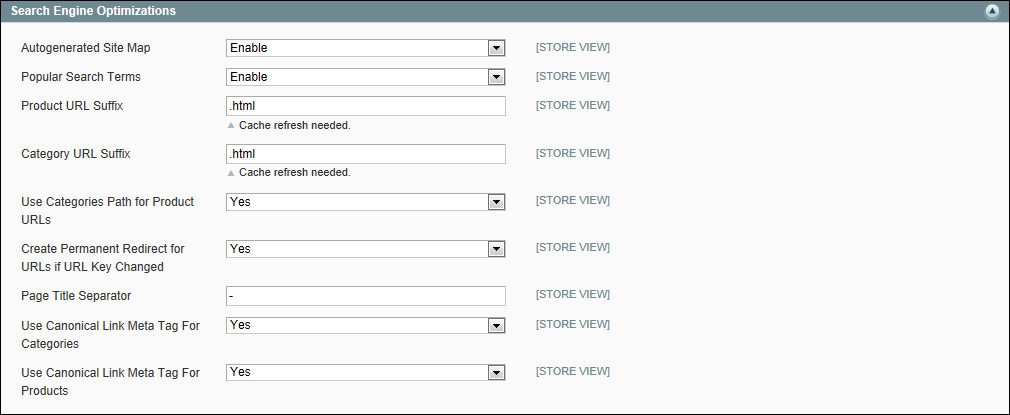 Search Engine Optimizations
Autogenerated Site Map Enable [STORE VIEW]
Popular Search Terms Enable [STORE VIEW]
Product URL Suffix .html [STORE VIEW]
Cache refresh needed.
Category URL Suffix .html [STORE VIEW]
Cache refresh needed.
Use Categories Path for Product Yes [STORE VIEW]
URLs
Create Permanent Redirect for Yes [STORE VIEW]
URLs if URL Key Changed
Page Title Separator - [STORE VIEW]
Use Canonical Link Meta Tag For Yes [STORE VIEW]
Categories
Use Canonical Link Meta Tag For Yes [STORE VIEW]
Products